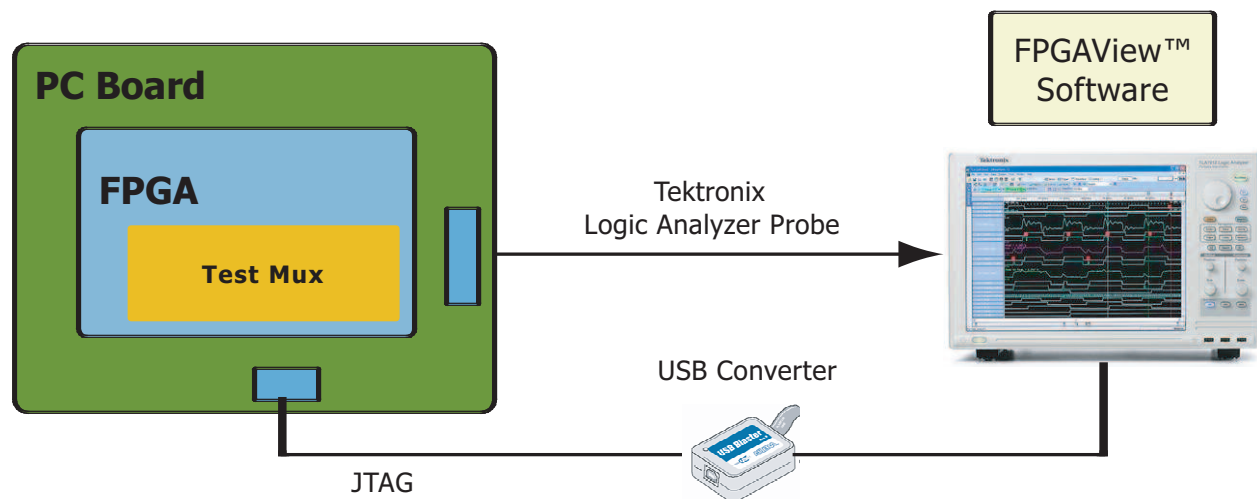 PC Board
FPGA
Test Mux
Tektronix
Logic Analyzer Probe
FPGAView™
Software
Tektronix
USB Converter
USB Blaster
JTAG